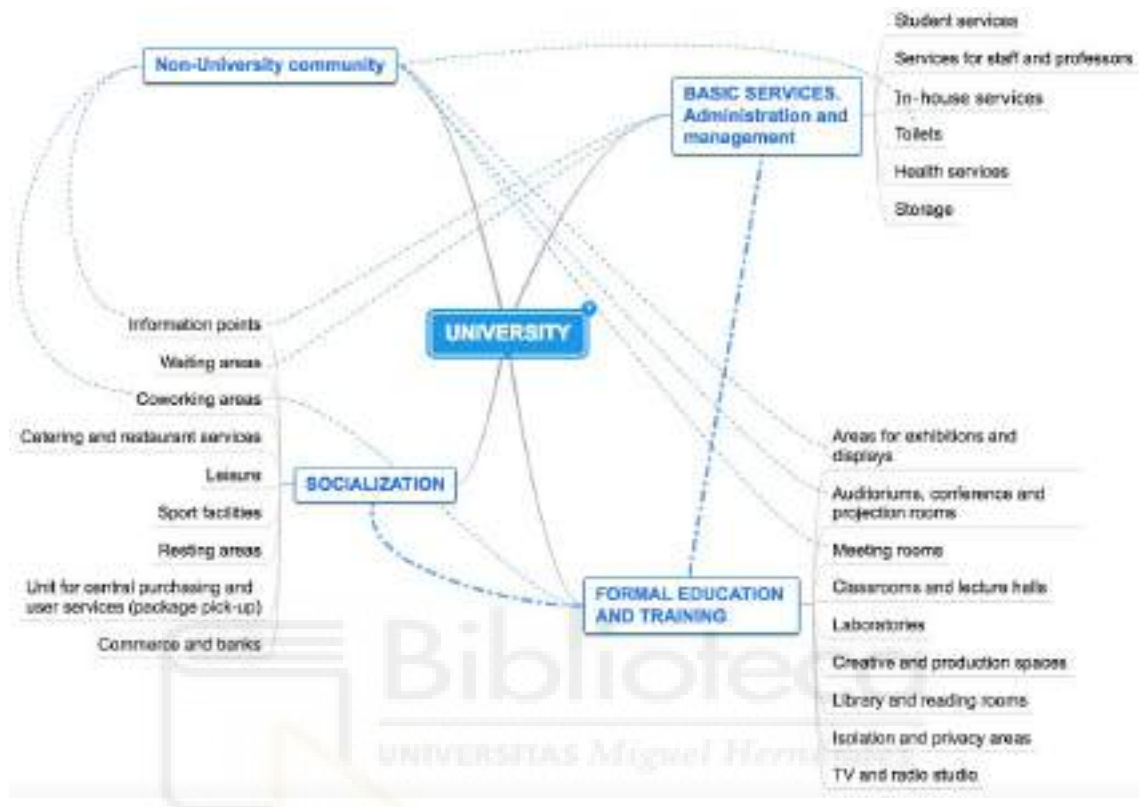 Non-University community
BASIC SERVICES.
Administration and
management
Student services
Services for staff and professors
In-house services
Toilets
Health services
Storage
UNIVERSITY
Information points
Waiting areas
Coworking areas
Catering and restaurant services
Leisure
Sport facilities
Resting areas
Unit for central purchasing and
user services (package pick-up)
Commerce and banks
SOCIALIZATION
FORMAL EDUCATION
AND TRAINING
Areas for exhibitions and
displays
Auditoriums, conference and
projection rooms
Meeting rooms
Classrooms and lecture halls
Laboratories
Creative and production spaces
Library and reading rooms
Isolation and privacy areas
TV and radio studio
Biblioteca
UNIVERSITAS Miguel Hernández